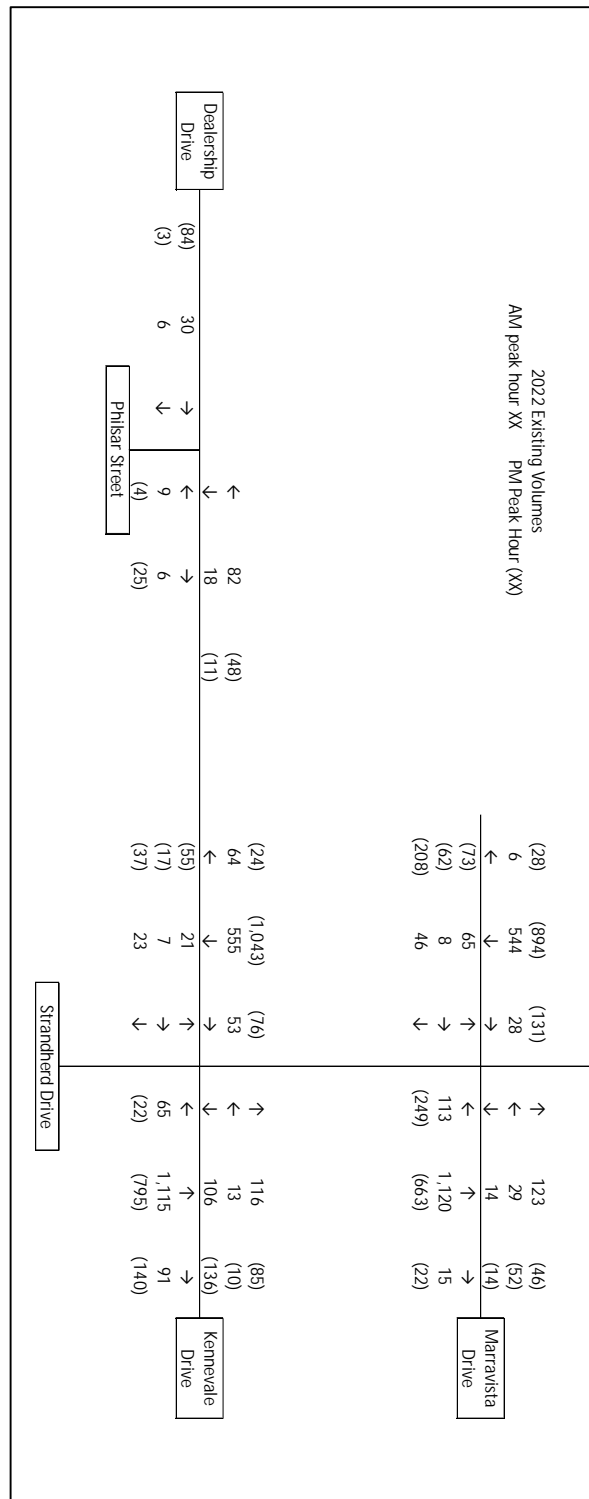 2022 Existing Volumes
AM peak hour XX PM Peak Hour (XX)
(28) (894) (131)
6 544 28
123 (46)
29 (52)
14 (14)
Marravista
Drive
(73) 65
(62) 8
(208) 46
1,120
113 15
(249) (663) (22)
Dealership
Drive
(84) 30
(3) 6
82 (48)
18 (11)
9 6
(4) (25)
Philsar Street
(24) (1,043) (76)
64 555 53
116 (85)
13 (10)
106 (136)
Kennevale
Drive
(55) 21
(17) 7
(37) 23
65 1,115 91
(22) (795) (140)
Strandherd Drive